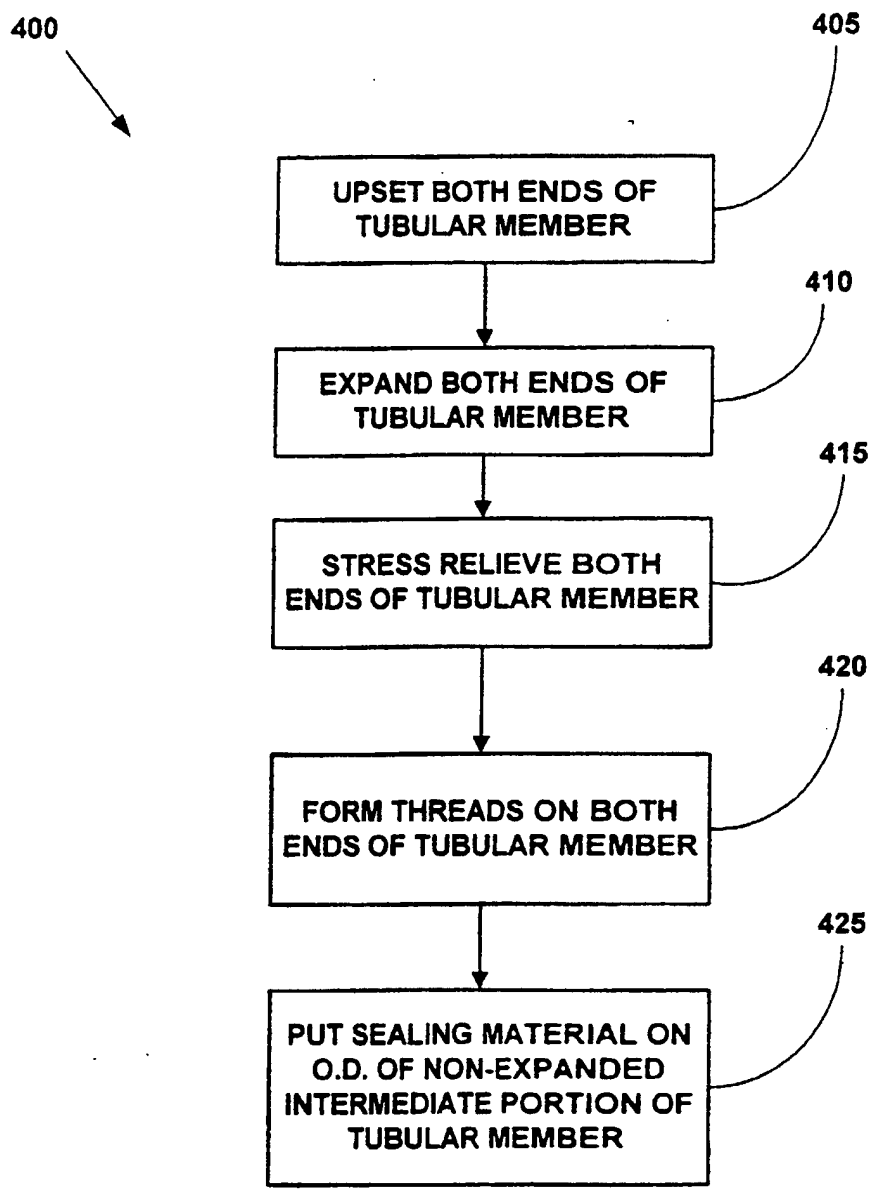 400
405
UPSET BOTH ENDS OF
TUBULAR MEMBER
410
EXPAND BOTH ENDS OF
TUBULAR MEMBER
415
STRESS RELIEVE BOTH
ENDS OF TUBULAR MEMBER
420
FORM THREADS ON BOTH
ENDS OF TUBULAR MEMBER
425
PUT SEALING MATERIAL ON
O.D. OF NON-EXPANDED
INTERMEDIATE PORTION OF
TUBULAR MEMBER